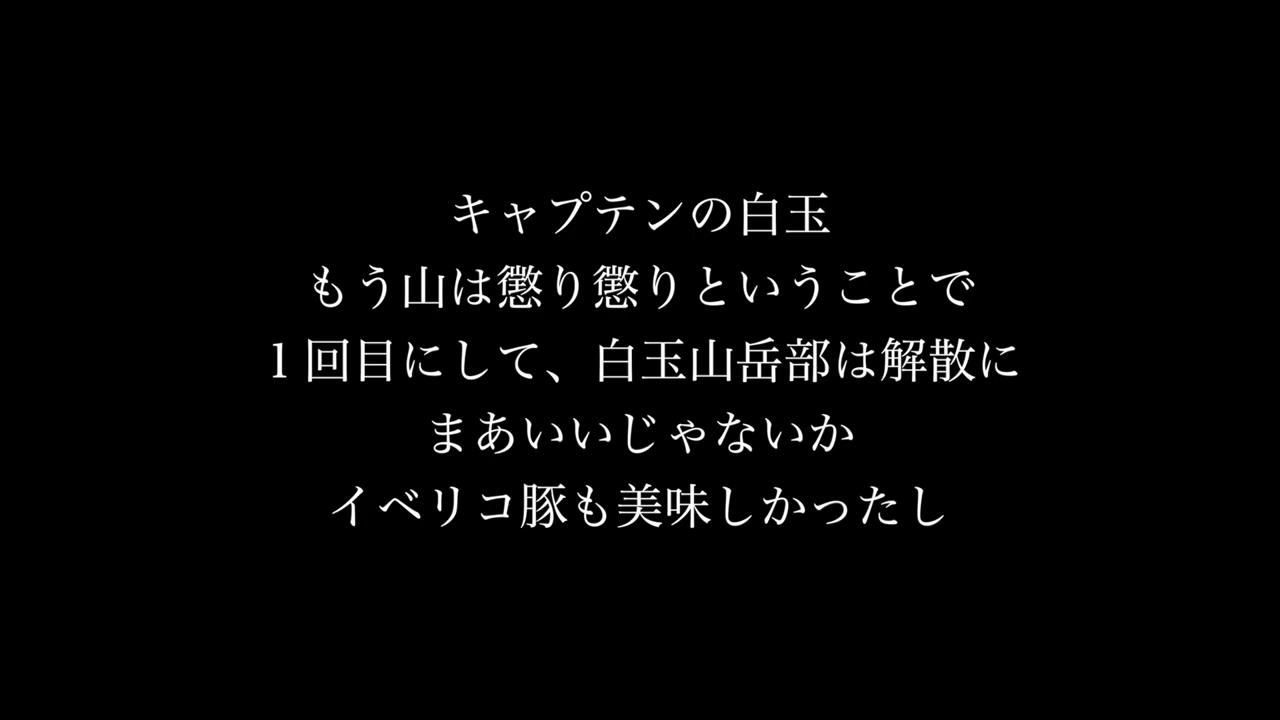 キャプテンの白玉
もう山は懲り懲りということで
1回目にして、白玉山岳部は解散に
まあいいじゃないか
イベリコ豚も美味しかったし